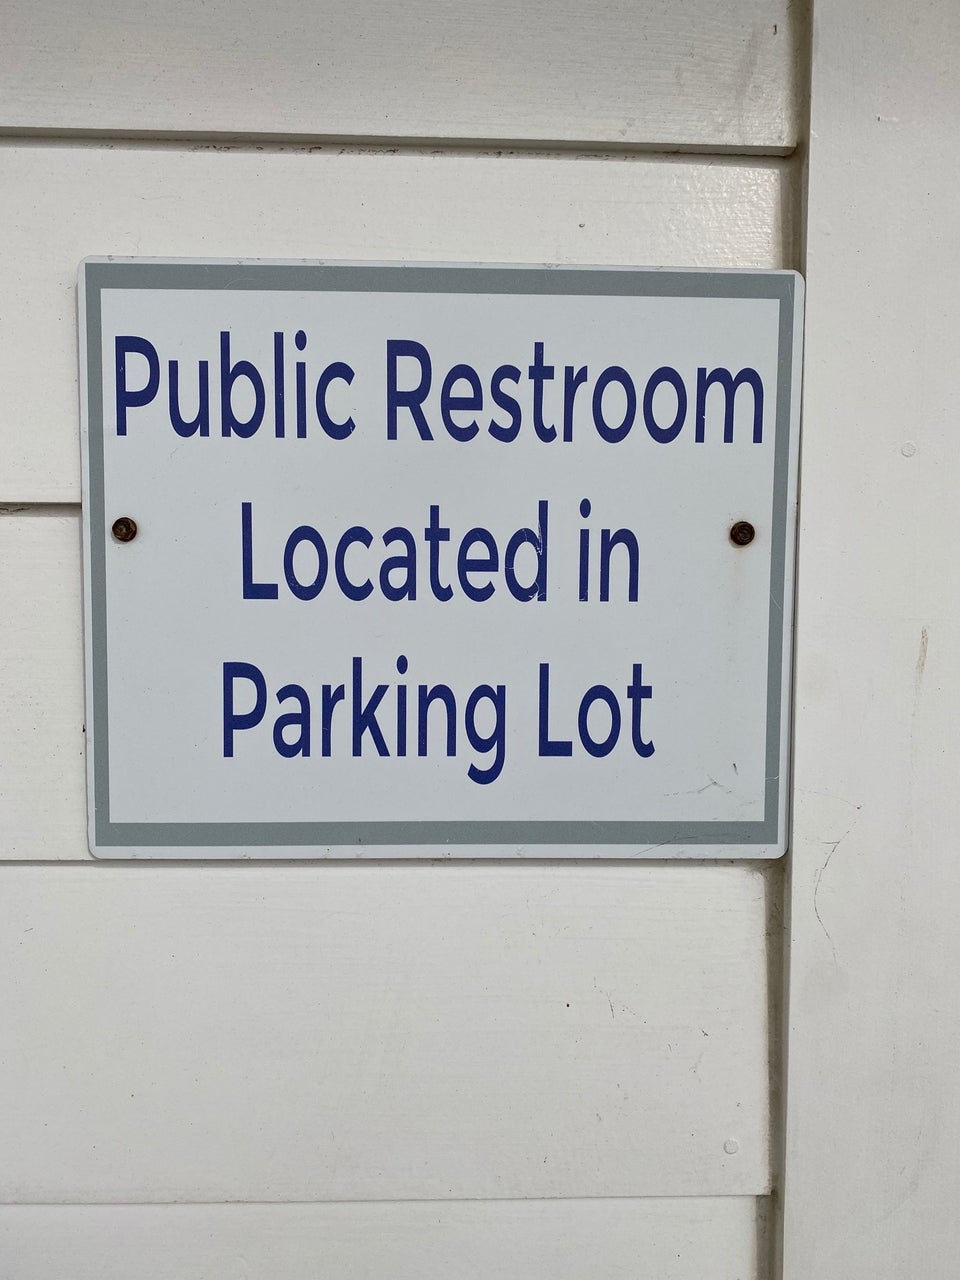 Public Restroom
Located in
Parking Lot